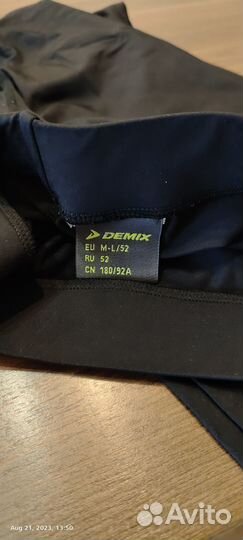 DEMIX
EU M-L/52
RU 52
CN 180/92A
Aug 21, 2023, 13:50
Avito